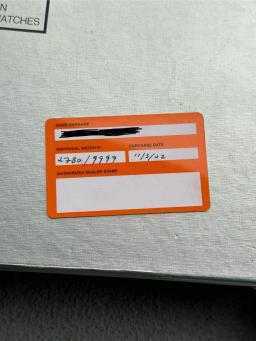 WATCHES
NAME-SURNAME
INDIVIDUAL WATCH N° PURCHASE DATE
2780/9999 11/3/22
AUTHORIZED DEALER STAMP